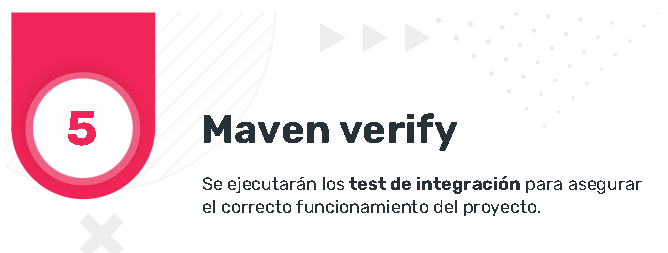 5
Maven verify
Se ejecutarán los test de integración para asegurar
el correcto funcionamiento del proyecto.